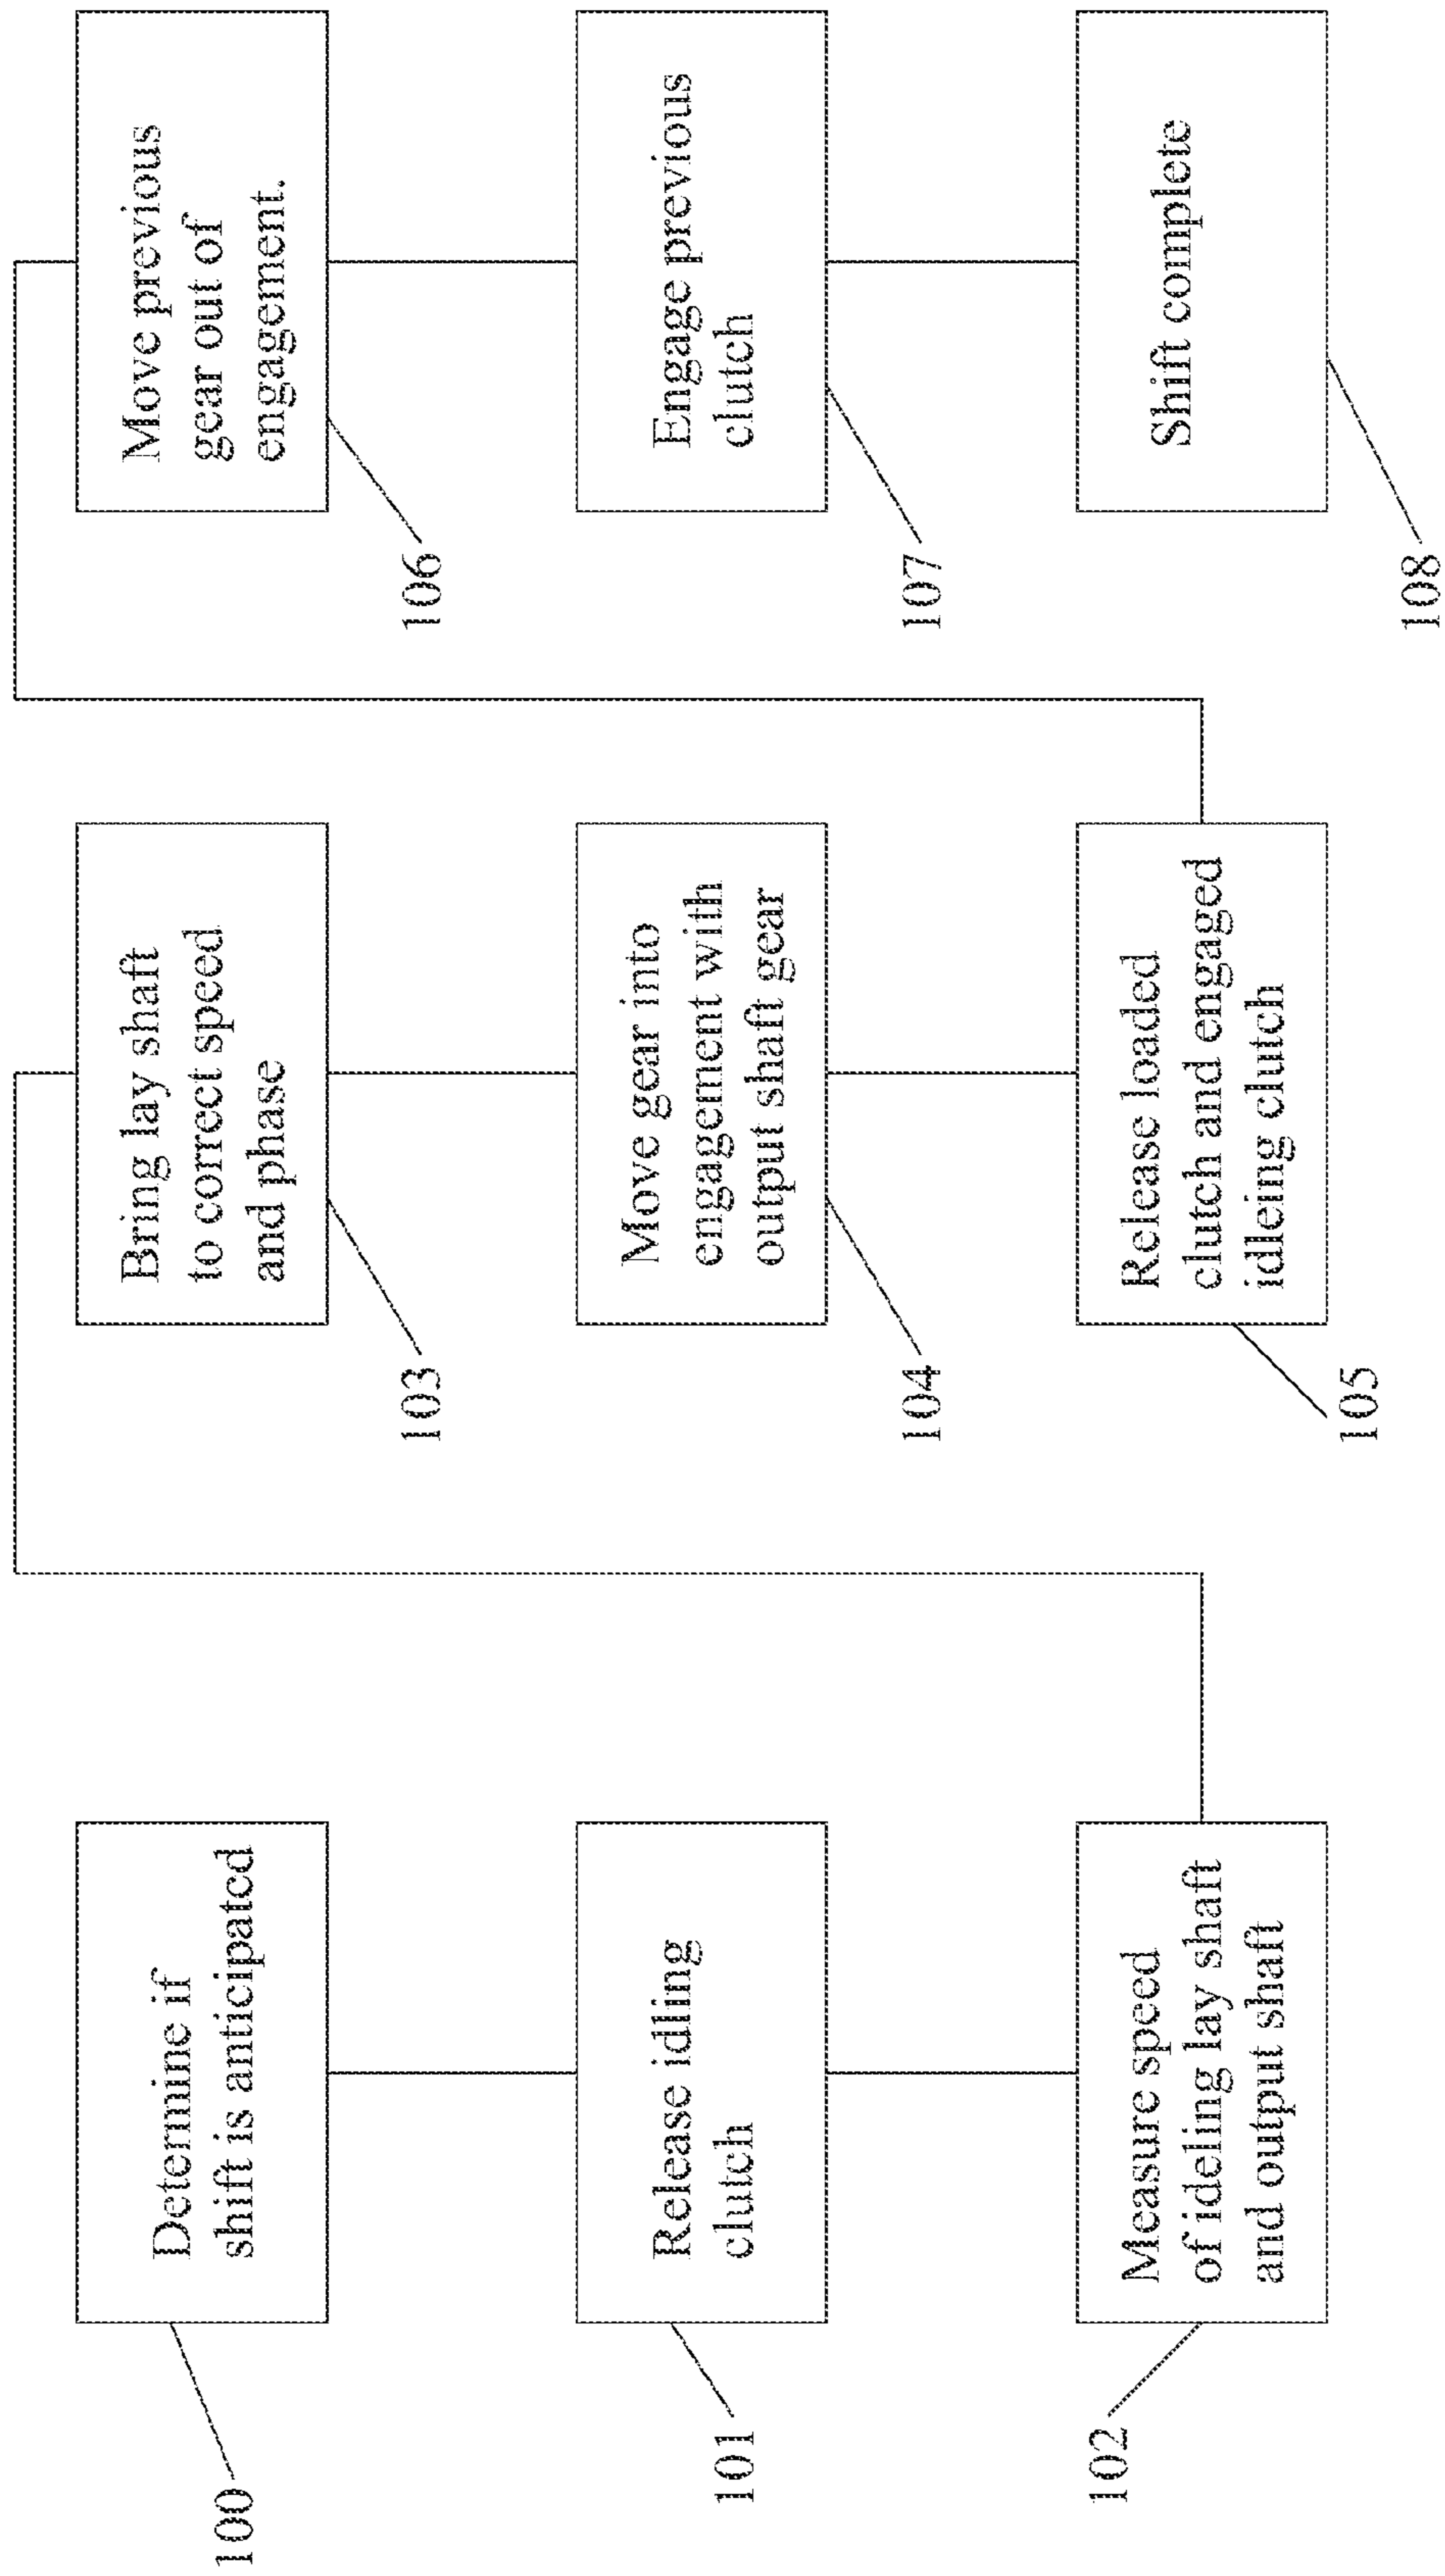 Determine if
shift is anticipated
100
Release idling
clutch
101
Measure speed
of ideling lay shaft
and output shaft
102
Bring lay shaft
to correct speed
and phase
103
Move gear into
engagement with
output shaft gear
104
Release loaded
clutch and engaged
idleing clutch
105
Move previous
gear out of
engagement.
106
Engage previous
clutch
107
Shift complete
108